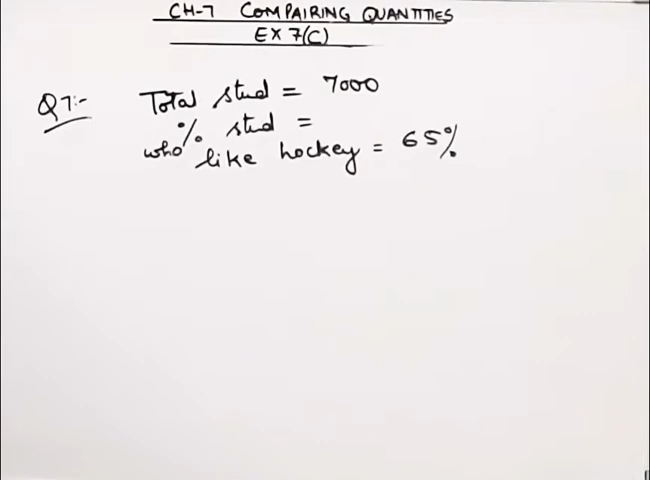 CH-7 COMPAIRING QUANTITIES
EX 7(C)
Q7:- Total stud = 7000
% stud =
who like hockey = 65%